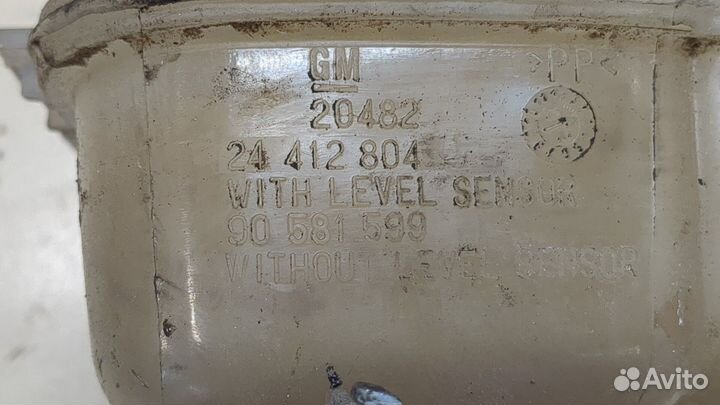 GM
>PP<
20482
24 412 804
WITH LEVEL SENSOR
90 581 599
WITHOUT LEVEL SENSOR
Avito